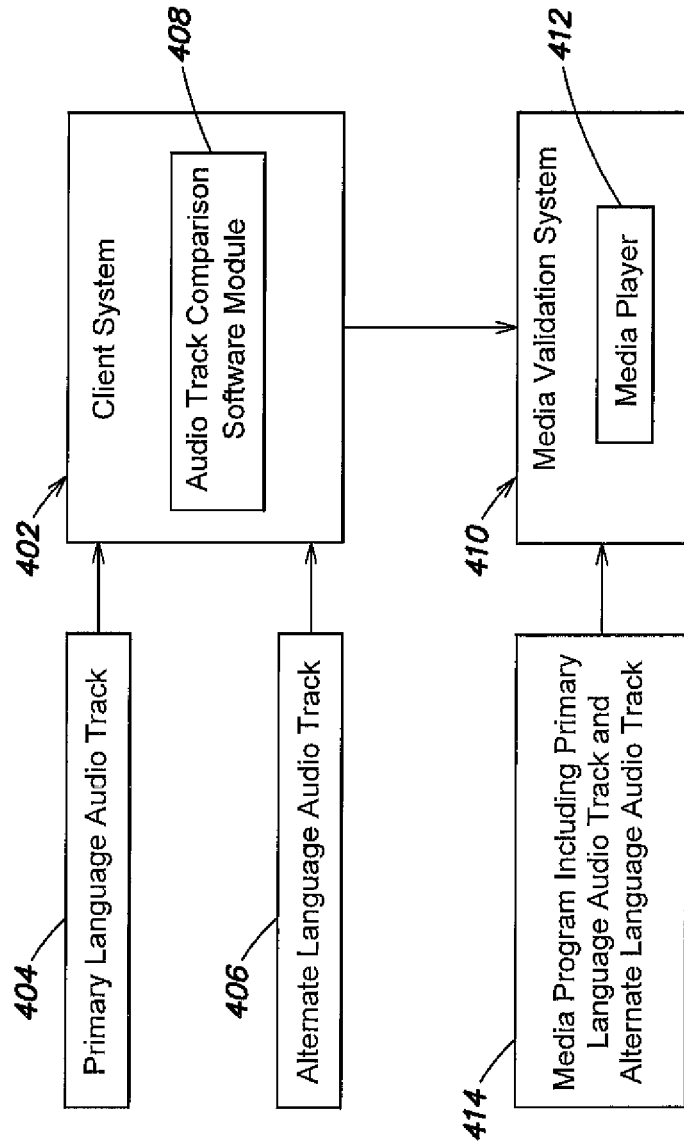 404
Primary Language Audio Track
406
Alternate Language Audio Track
402
Client System
408
Audio Track Comparison
Software Module
414
Media Program Including Primary
Language Audio Track and
Alternate Language Audio Track
410
Media Validation System
412
Media Player